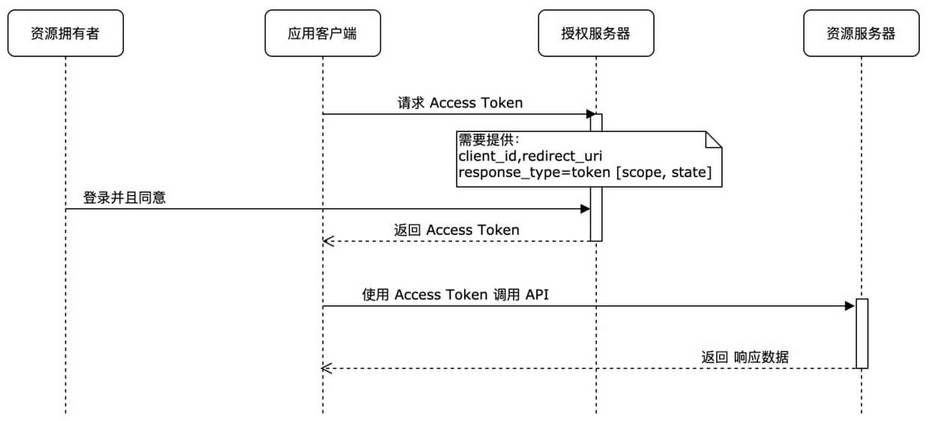 资源拥有者
应用客户端
授权服务器
资源服务器
请求 Access Token
需要提供：
client_id,redirect_uri
response_type=token [scope, state]
登录并且同意
返回 Access Token
使用 Access Token 调用 API
返回 响应数据